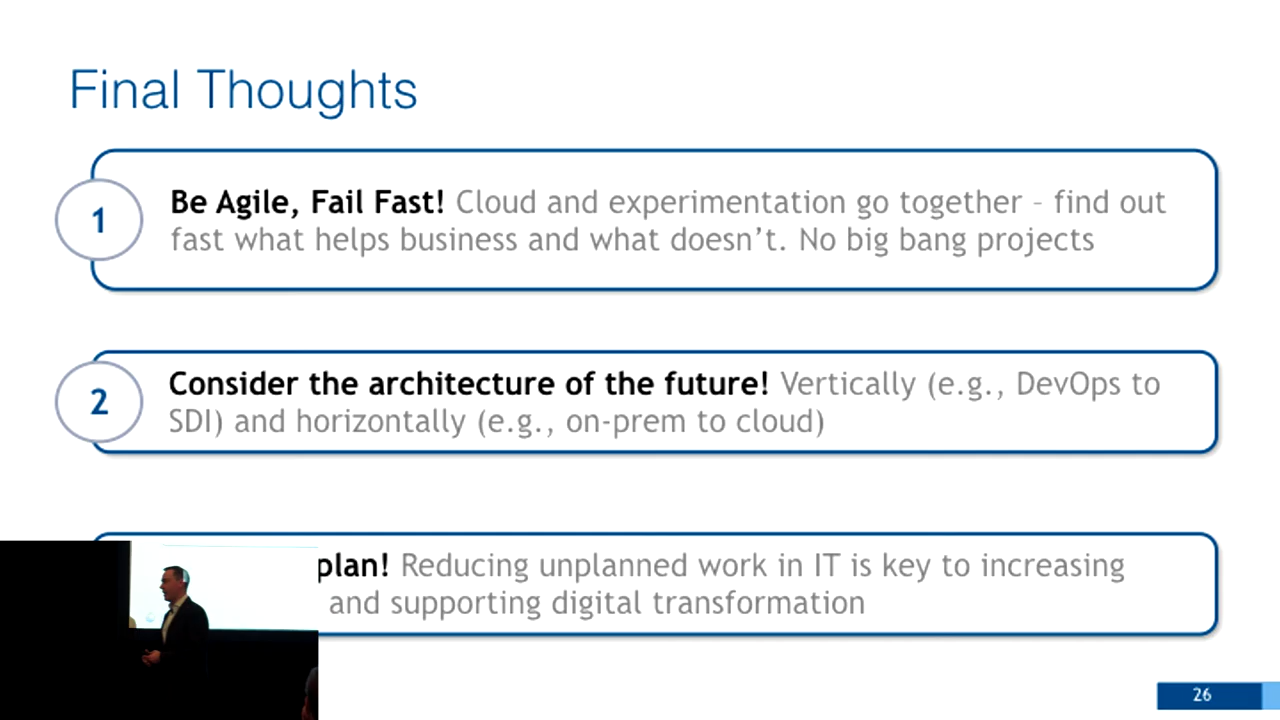 Final Thoughts
1
Be Agile, Fail Fast! Cloud and experimentation go together – find out
fast what helps business and what doesn’t. No big bang projects
2
Consider the architecture of the future! Vertically (e.g., DevOps to
SDI) and horizontally (e.g., on-prem to cloud)
plan! Reducing unplanned work in IT is key to increasing
and supporting digital transformation
26